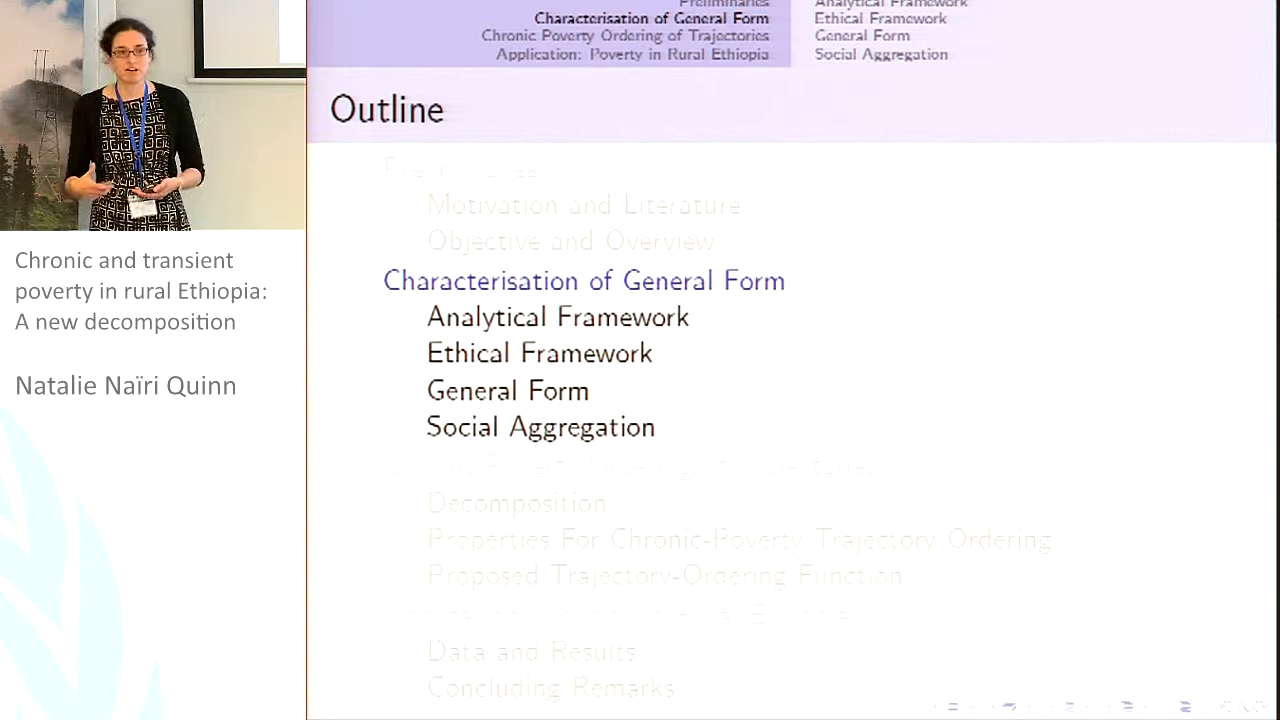 Preliminaries
Characterisation of General Form
Chronic Poverty Ordering of Trajectories
Application: Poverty in Rural Ethiopia
Analytical Framework
Ethical Framework
General Form
Social Aggregation
Outline
Motivation and Literature
Objective and Overview
Characterisation of General Form
Analytical Framework
Ethical Framework
General Form
Social Aggregation
Decomposition
Properties For Chronic-Poverty Trajectory Ordering
Proposed Trajectory-Ordering Function
Data and Results
Concluding Remarks
Chronic and transient
poverty in rural Ethiopia:
A new decomposition
Natalie Naïri Quinn